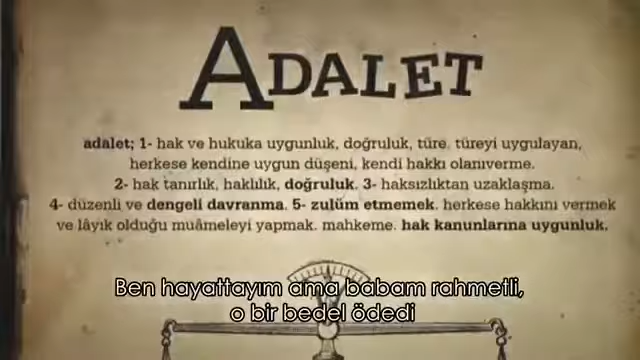 ADALET
adalet; 1- hak ve hukuka uygunluk, doğruluk, türe. türeyi uygulayan,
herkese kendine uygun düşeni, kendi hakkı olanıverme.
2- hak tanırlık, haklılık, doğruluk. 3- haksızlıktan uzaklaşma.
4- düzenli ve dengeli davranma. 5- zulüm etmemek. herkese hakkını vermek
ve lâyık olduğu muâmeleyi yapmak. mahkeme. hak kanunlarına uygunluk.
Ben hayattayım ama babam rahmetli,
o bir bedel ödedi